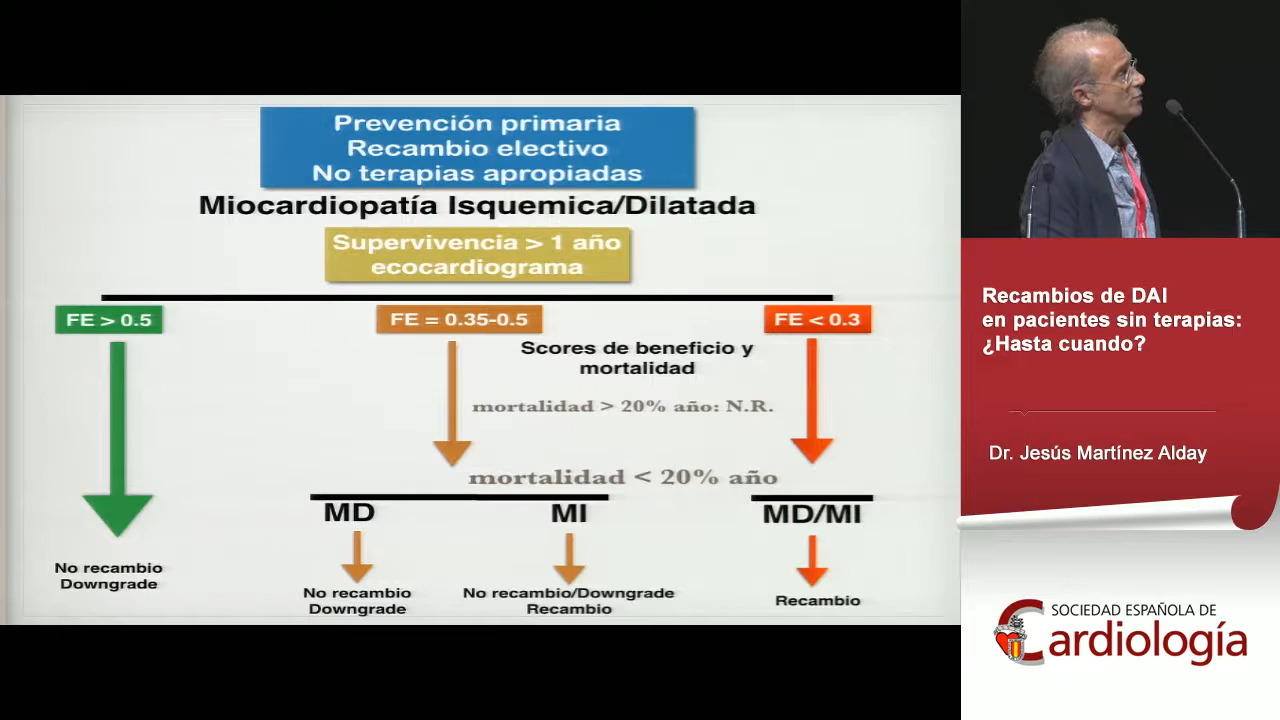 Prevención primaria
Recambio electivo
No terapias apropiadas
Miocardiopatía Isquemica/Dilatada
Supervivencia > 1 año
ecocardiograma
FE > 0.5
FE = 0.35-0.5
FE < 0.3
Scores de beneficio y
mortalidad
mortalidad > 20% año: N.R.
mortalidad < 20% año
MD
MI
MD/MI
No recambio
Downgrade
No recambio
Downgrade
No recambio/Downgrade
Recambio
Recambio
Recambios de DAI
en pacientes sin terapias:
¿Hasta cuando?
Dr. Jesús Martínez Alday
SOCIEDAD ESPAÑOLA DE
Cardiología